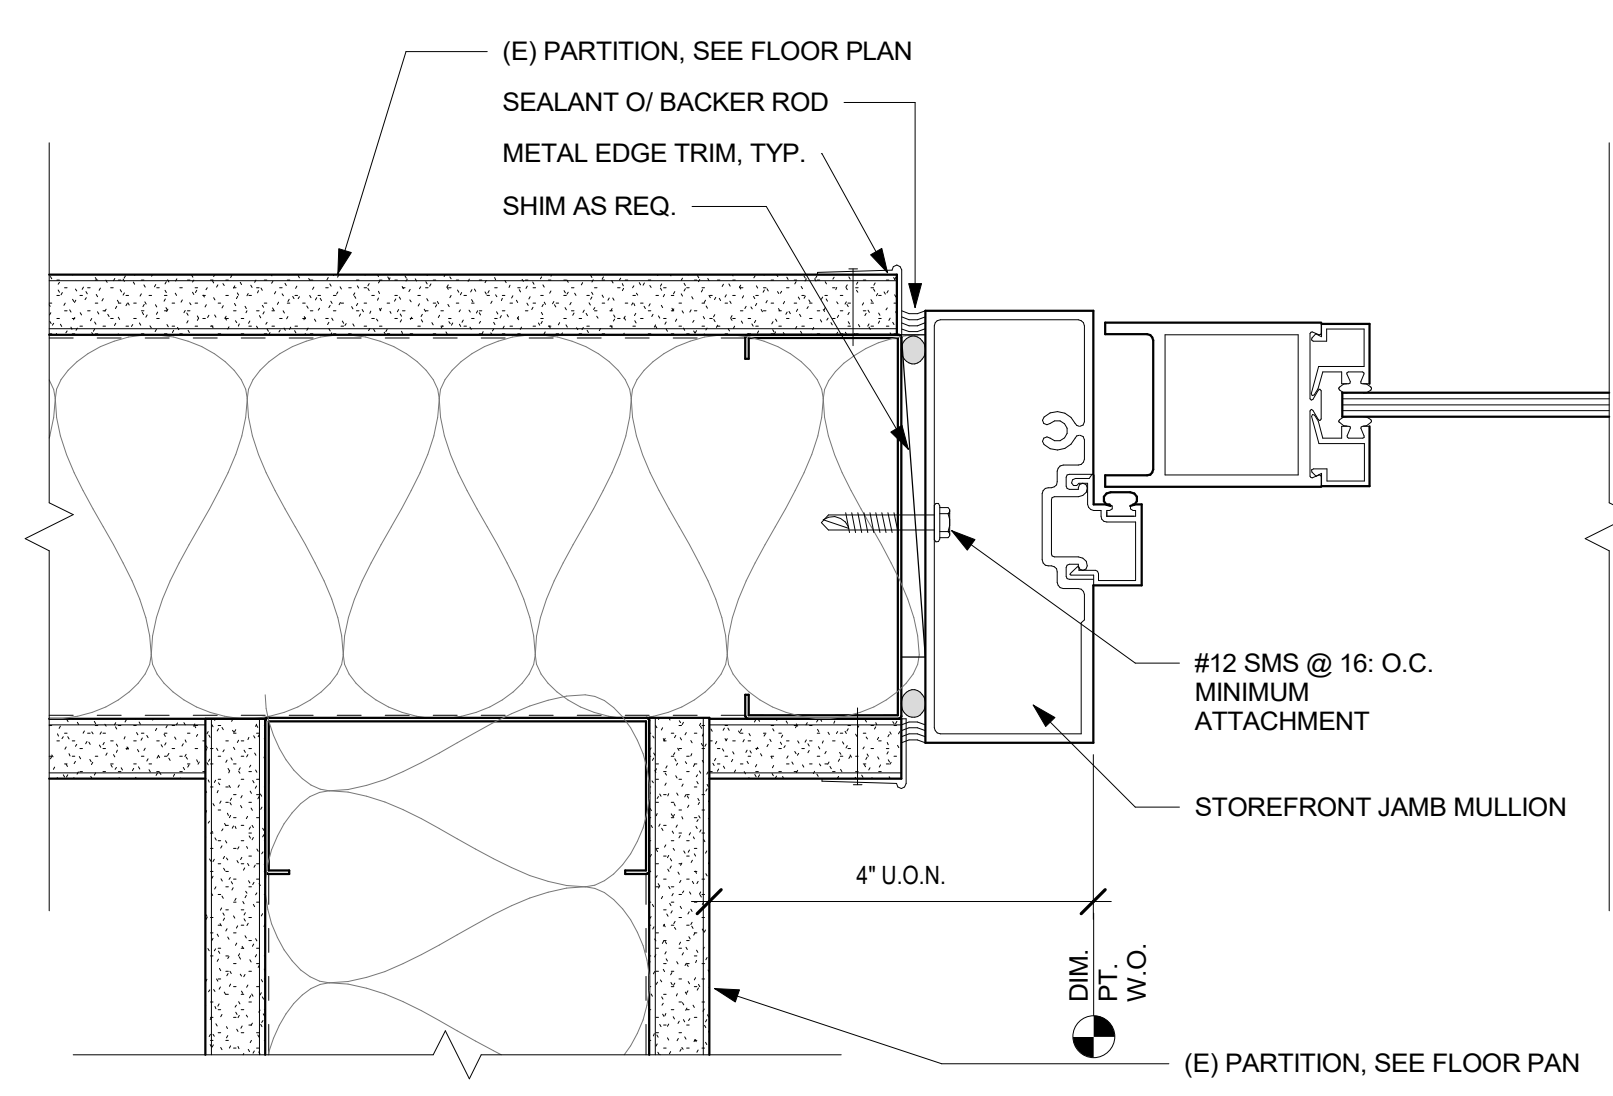 (E) PARTITION, SEE FLOOR PLAN
SEALANT O/ BACKER ROD
METAL EDGE TRIM, TYP.
SHIM AS REQ.
#12 SMS @ 16: O.C.
MINIMUM
ATTACHMENT
STOREFRONT JAMB MULLION
4" U.O.N.
DIM.
PT.
W.O.
(E) PARTITION, SEE FLOOR PAN